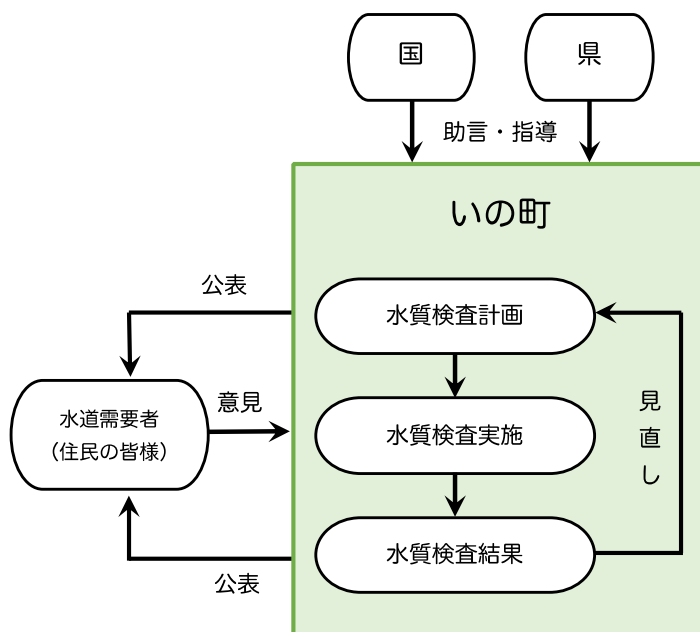 国
県
助言・指導
いの町
公表
水質検査計画
水道需要者
（住民の皆様）
意見
水質検査実施
見直し
水質検査結果
公表